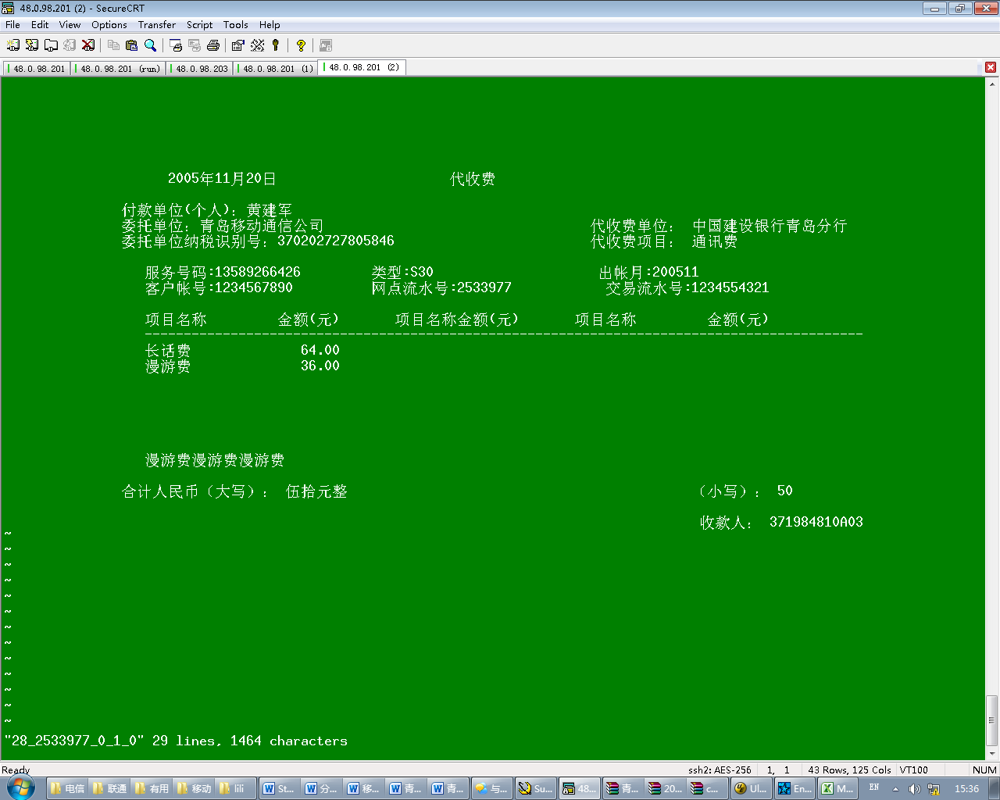 48.0.98.201 (2) - SecureCRT
File Edit View Options Transfer Script Tools Help
48.0.98.201 48.0.98.201 (run) 48.0.98.203 48.0.98.201 (1) 48.0.98.201 (2)
2005年11月20日 代收费
付款单位(个人): 黄建军
委托单位: 青岛移动通信公司 代收费单位: 中国建设银行青岛分行
委托单位纳税识别号: 370202727805846 代收费项目: 通讯费
服务号码:13589266426 类型:S30 出帐月:200511
客户帐号:1234567890 网点流水号:2533977 交易流水号:1234554321
项目名称 金额(元) 项目名称金额(元) 项目名称 金额(元)
--------------------------------------------------------------------------------------------
长话费 64.00
漫游费 36.00
漫游费漫游费漫游费
合计人民币（大写）: 伍拾元整 （小写）: 50
收款人: 371984810A03
~
~
~
~
~
~
~
~
~
~
~
~
~
"28_2533977_0_1_0" 29 lines, 1464 characters
Ready ssh2: AES-256 1, 1 43 Rows, 125 Cols VT100 NUM
电信 联通 有用 移动 lili St... 分... 移... 青... 青... 与... Su... 48... 青... 20... c... Ul... En... M... EN 15:36